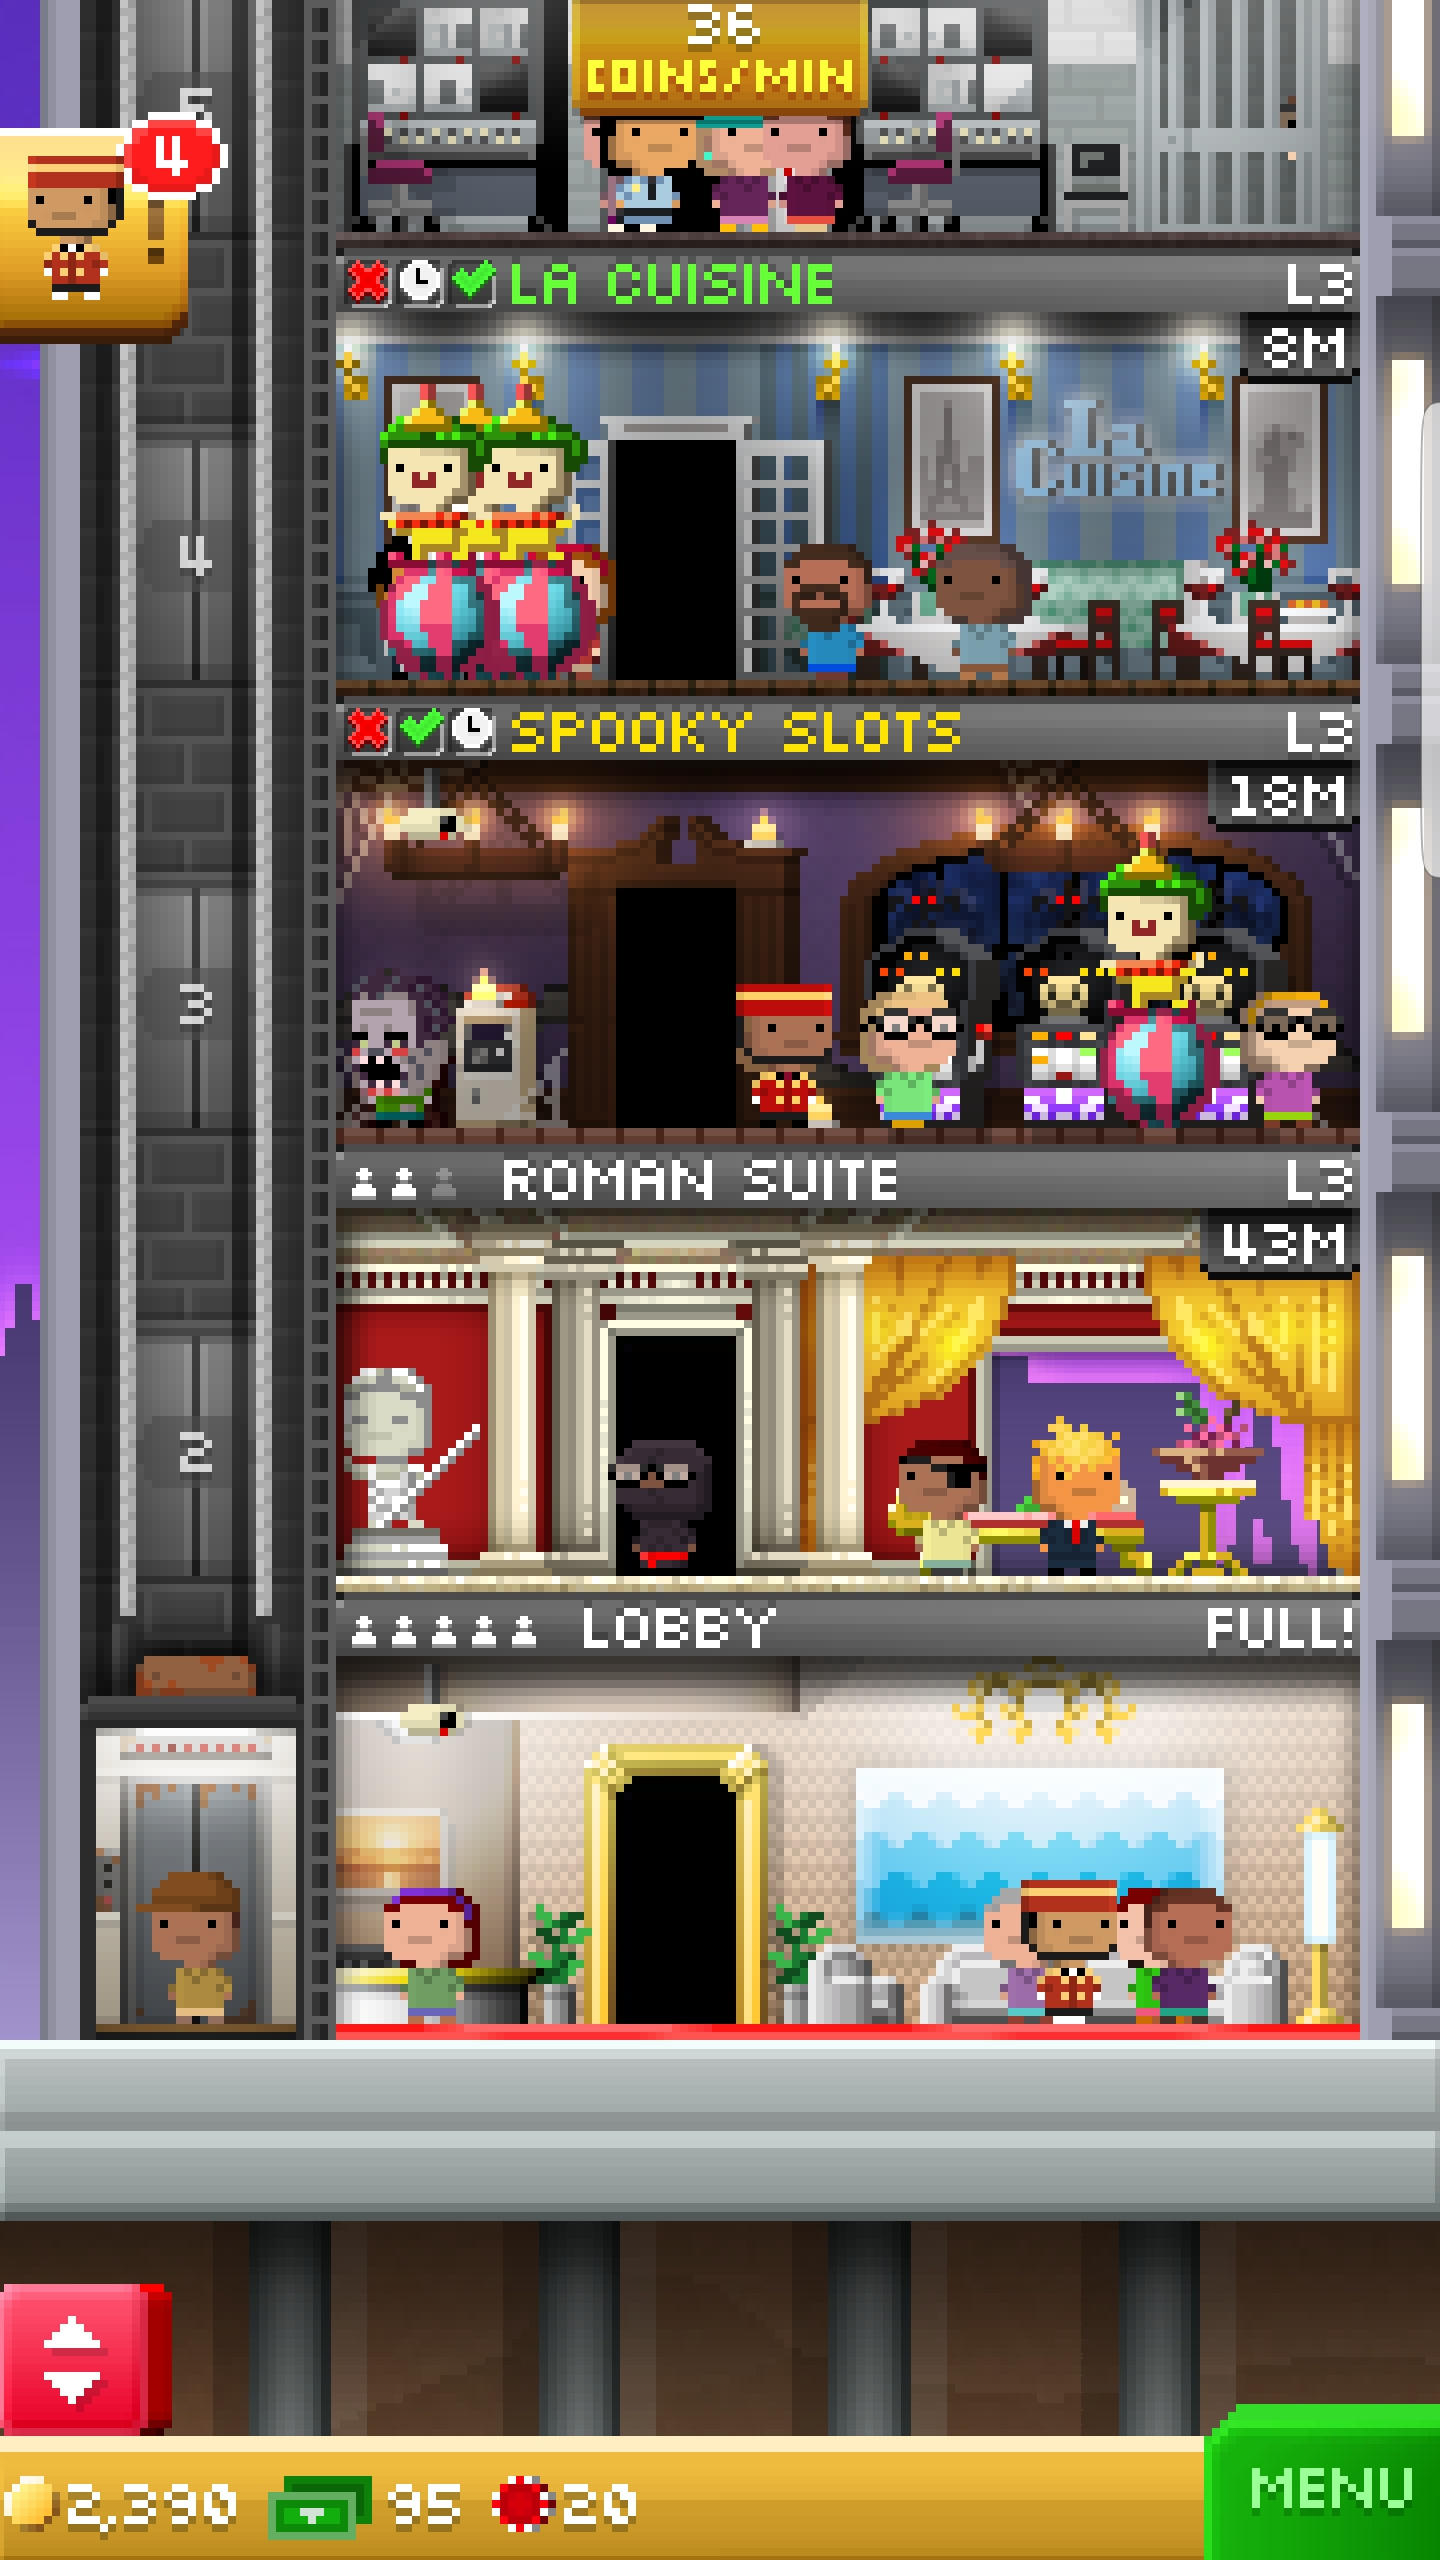 36
COINS/MIN
5
4
LA CUISINE
L3
8M
La
Cuisine
4
SPOOKY SLOTS
L3
18M
3
ROMAN SUITE
L3
43M
2
LOBBY
FULL!
2,390
95
20
MENU